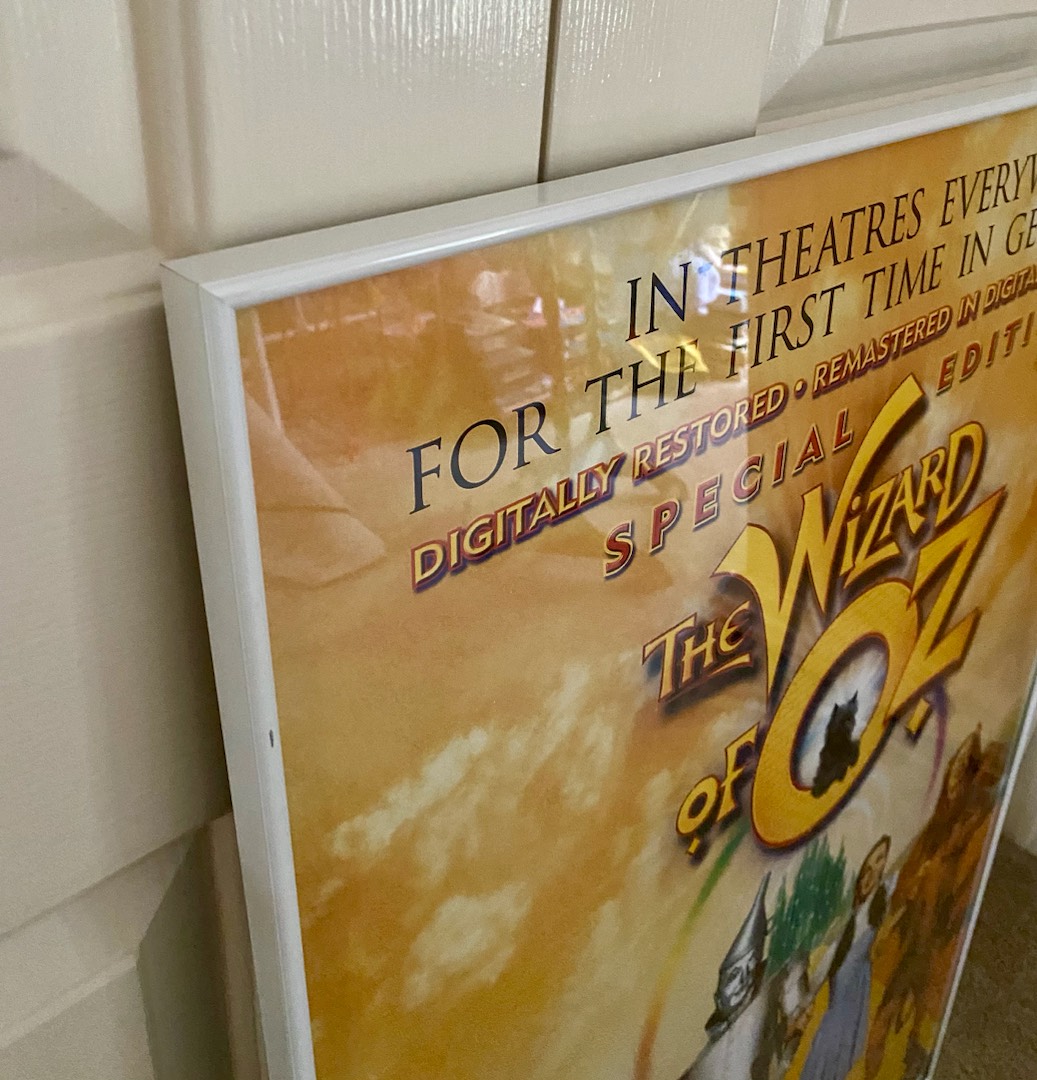 IN THEATRES
FOR THE FIRST TIME IN
DIGITALLY RESTORED • REMASTERED IN
SPECIAL
THE WIZARD
OF OZ